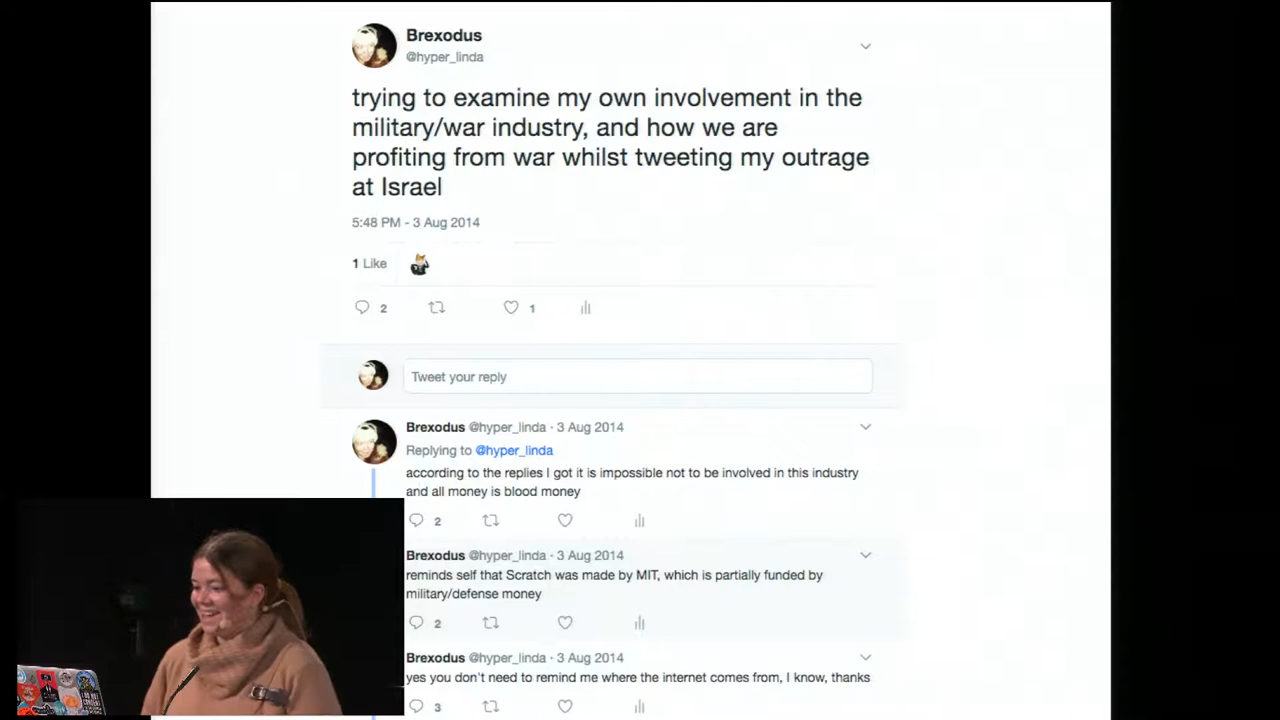 Brexodus
@hyper_linda
trying to examine my own involvement in the
military/war industry, and how we are
profiting from war whilst tweeting my outrage
at Israel
5:48 PM - 3 Aug 2014
1 Like
2 1
Tweet your reply
Brexodus @hyper_linda · 3 Aug 2014
Replying to @hyper_linda
according to the replies I got it is impossible not to be involved in this industry
and all money is blood money
2
Brexodus @hyper_linda · 3 Aug 2014
reminds self that Scratch was made by MIT, which is partially funded by
military/defense money
2
Brexodus @hyper_linda · 3 Aug 2014
yes you don't need to remind me where the internet comes from, I know, thanks
3